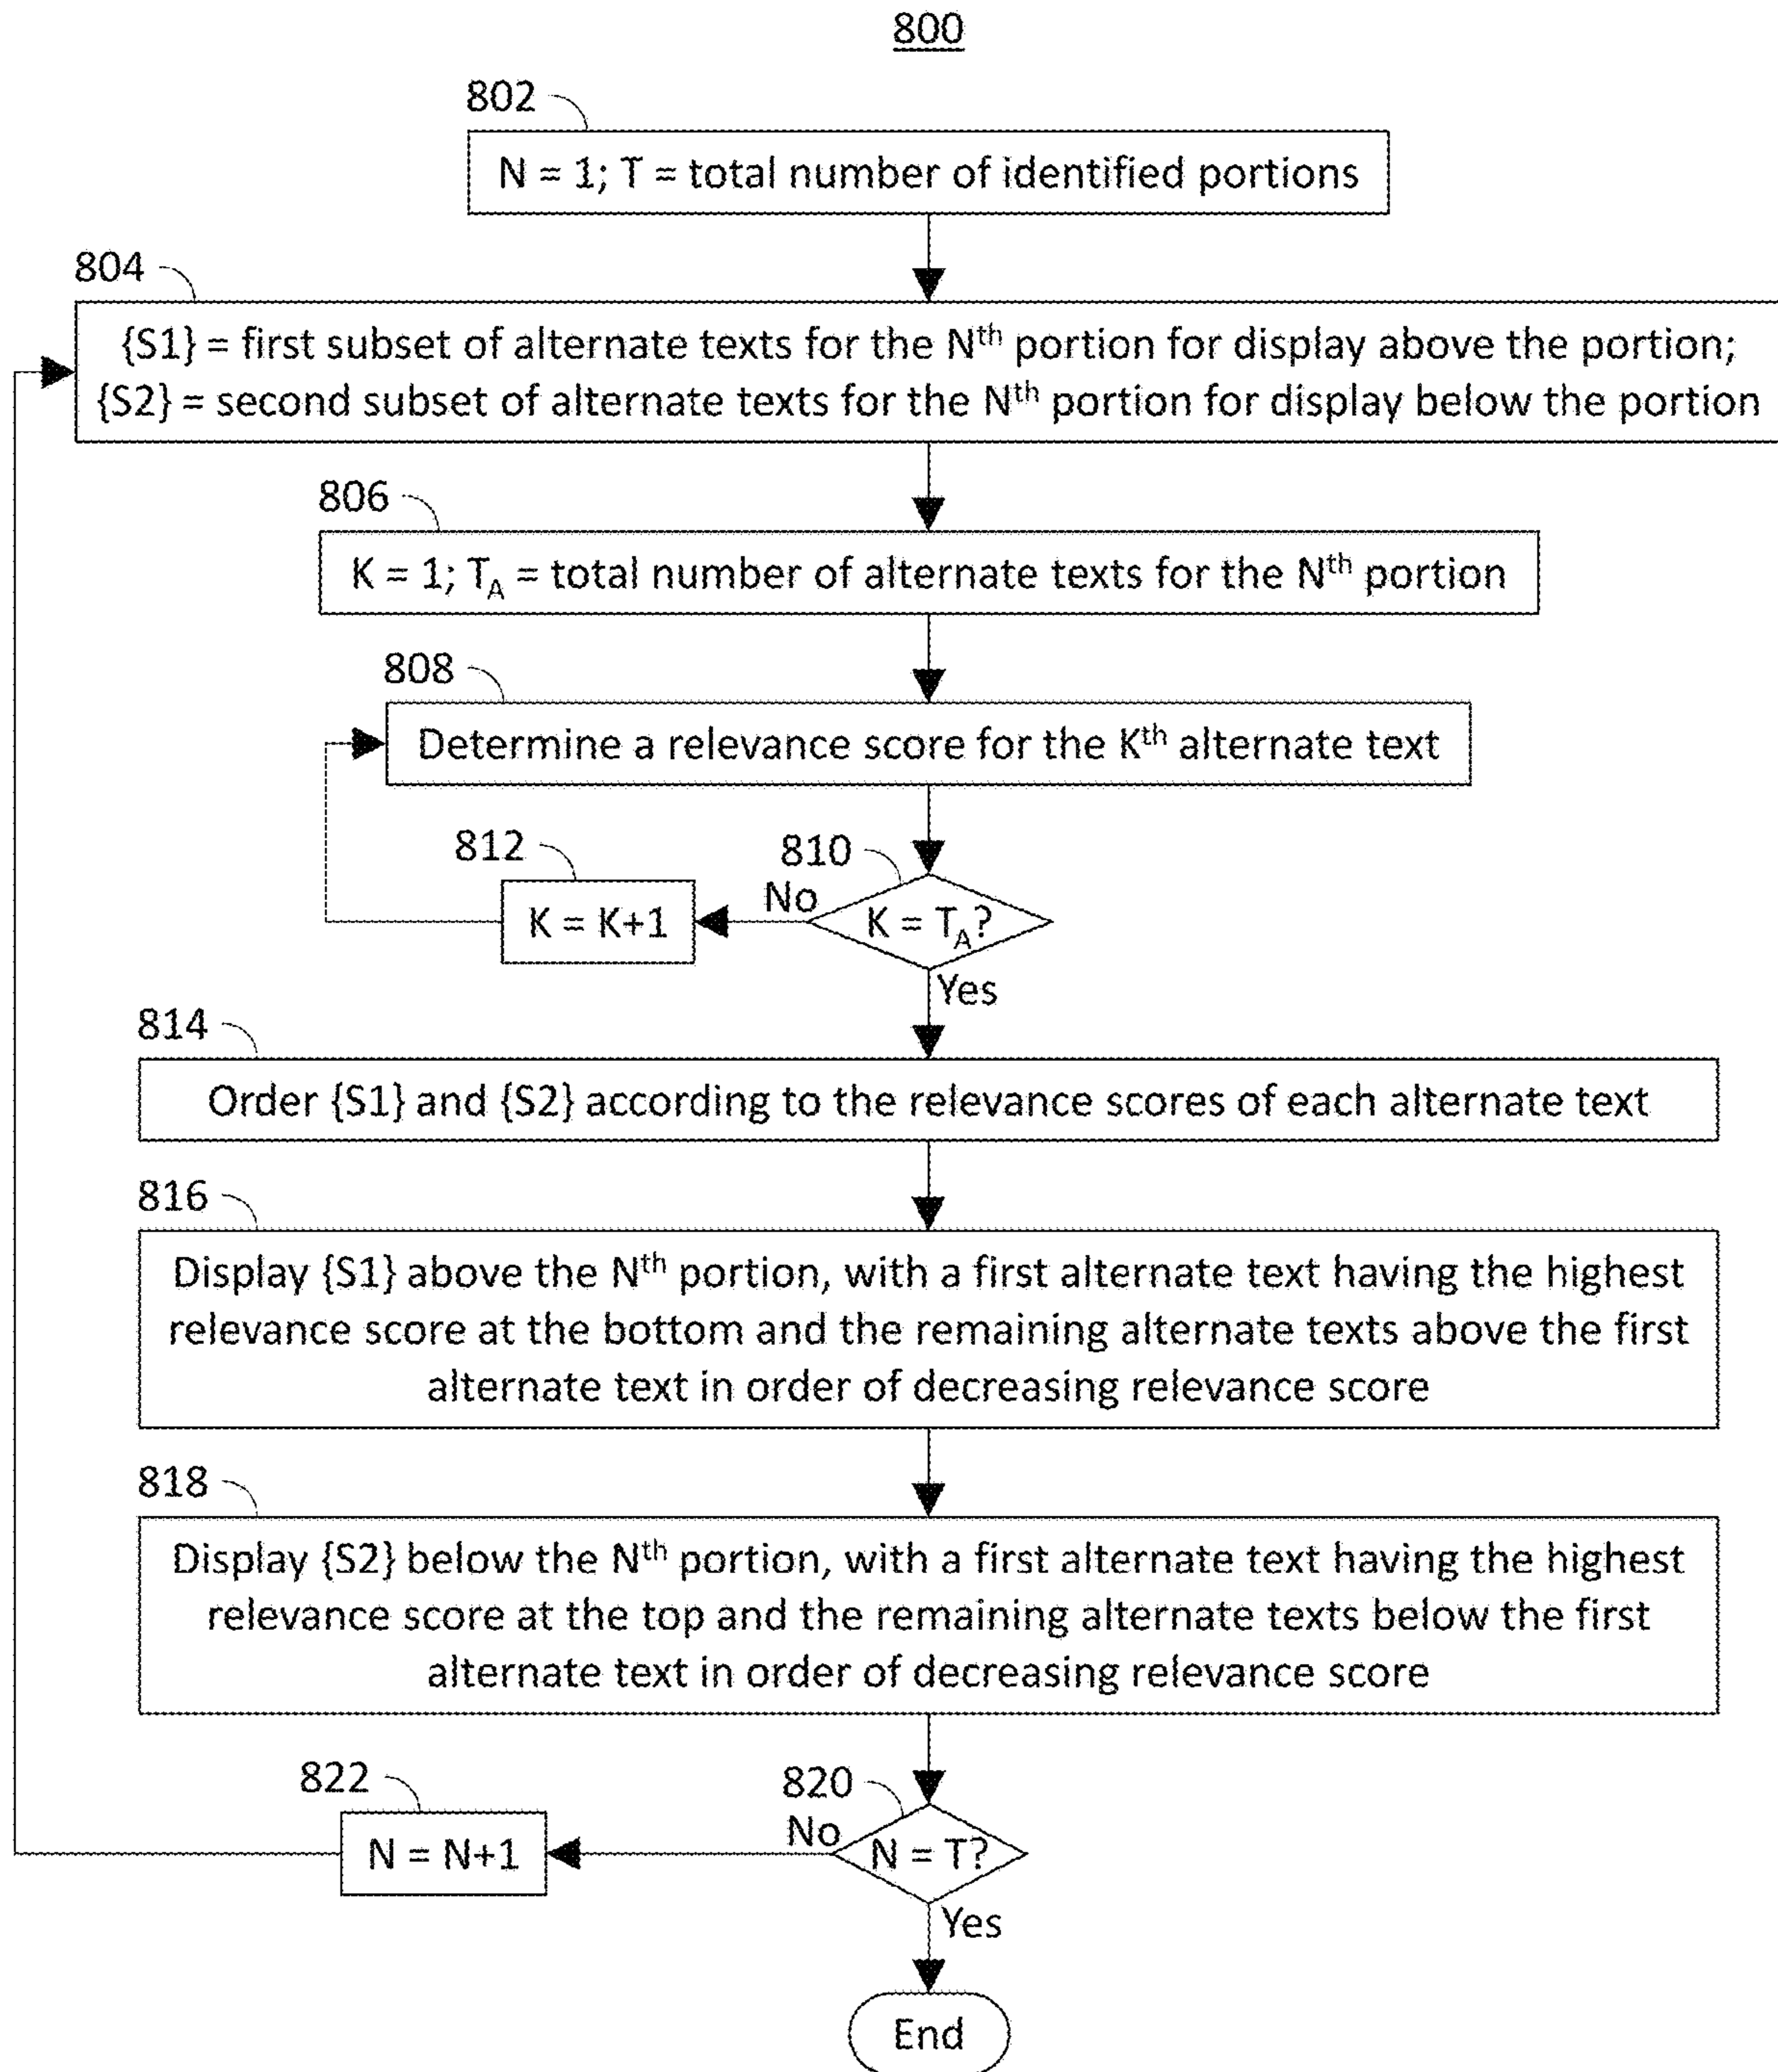 800
802
N = 1; T = total number of identified portions
804
{S1} = first subset of alternate texts for the Nth portion for display above the portion;
{S2} = second subset of alternate texts for the Nth portion for display below the portion
806
K = 1; TA = total number of alternate texts for the Nth portion
808
Determine a relevance score for the Kth alternate text
812
810
No
K = K+1
K = TA?
Yes
814
Order {S1} and {S2} according to the relevance scores of each alternate text
816
Display {S1} above the Nth portion, with a first alternate text having the highest
relevance score at the bottom and the remaining alternate texts above the first
alternate text in order of decreasing relevance score
818
Display {S2} below the Nth portion, with a first alternate text having the highest
relevance score at the top and the remaining alternate texts below the first
alternate text in order of decreasing relevance score
822
820
No
N = N+1
N = T?
Yes
End